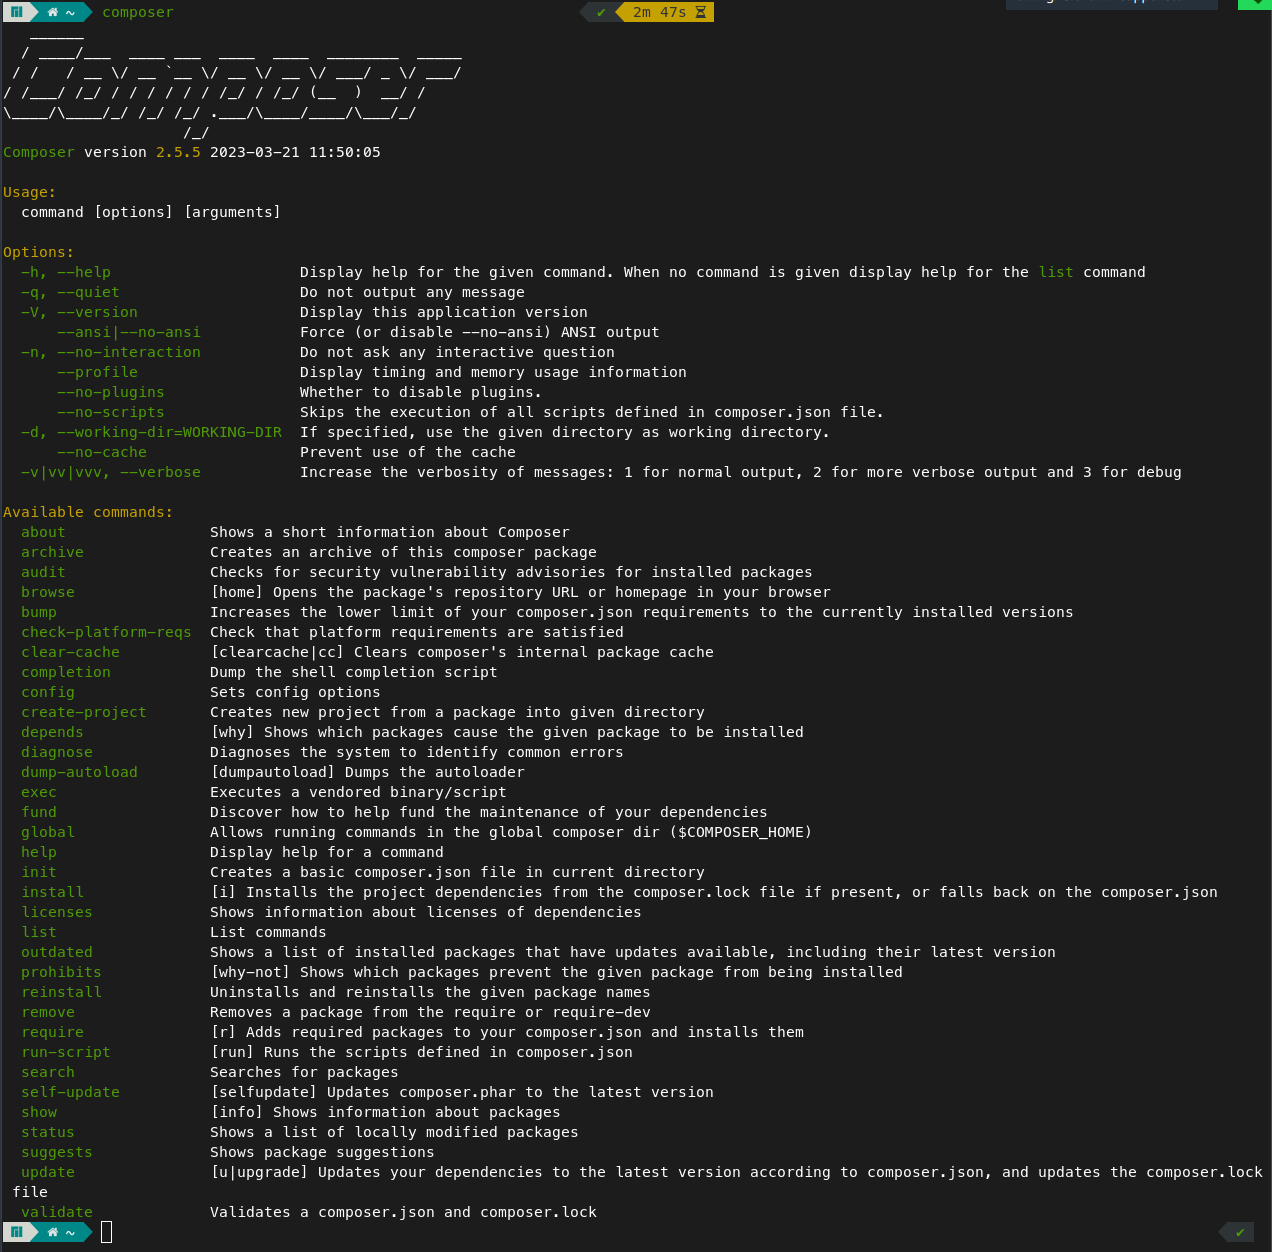 ~ composer ✔ 2m 47s
   ______
  / ____/___  ____ ___  ____  ____  ________  _____
 / /   / __ \/ __ `__ \/ __ \/ __ \/ ___/ _ \/ ___/
/ /___/ /_/ / / / / / / /_/ / /_/ (__  )  __/ /
\____/\____/_/ /_/ /_/ .___/\____/____/\___/_/
                    /_/
Composer version 2.5.5 2023-03-21 11:50:05

Usage:
  command [options] [arguments]

Options:
  -h, --help                     Display help for the given command. When no command is given display help for the list command
  -q, --quiet                    Do not output any message
  -V, --version                  Display this application version
      --ansi|--no-ansi           Force (or disable --no-ansi) ANSI output
  -n, --no-interaction           Do not ask any interactive question
      --profile                  Display timing and memory usage information
      --no-plugins               Whether to disable plugins.
      --no-scripts               Skips the execution of all scripts defined in composer.json file.
  -d, --working-dir=WORKING-DIR  If specified, use the given directory as working directory.
      --no-cache                 Prevent use of the cache
  -v|vv|vvv, --verbose           Increase the verbosity of messages: 1 for normal output, 2 for more verbose output and 3 for debug

Available commands:
  about                Shows a short information about Composer
  archive              Creates an archive of this composer package
  audit                Checks for security vulnerability advisories for installed packages
  browse               [home] Opens the package's repository URL or homepage in your browser
  bump                 Increases the lower limit of your composer.json requirements to the currently installed versions
  check-platform-reqs  Check that platform requirements are satisfied
  clear-cache          [clearcache|cc] Clears composer's internal package cache
  completion           Dump the shell completion script
  config               Sets config options
  create-project       Creates new project from a package into given directory
  depends              [why] Shows which packages cause the given package to be installed
  diagnose             Diagnoses the system to identify common errors
  dump-autoload        [dumpautoload] Dumps the autoloader
  exec                 Executes a vendored binary/script
  fund                 Discover how to help fund the maintenance of your dependencies
  global               Allows running commands in the global composer dir ($COMPOSER_HOME)
  help                 Display help for a command
  init                 Creates a basic composer.json file in current directory
  install              [i] Installs the project dependencies from the composer.lock file if present, or falls back on the composer.json
  licenses             Shows information about licenses of dependencies
  list                 List commands
  outdated             Shows a list of installed packages that have updates available, including their latest version
  prohibits            [why-not] Shows which packages prevent the given package from being installed
  reinstall            Uninstalls and reinstalls the given package names
  remove               Removes a package from the require or require-dev
  require              [r] Adds required packages to your composer.json and installs them
  run-script           [run] Runs the scripts defined in composer.json
  search               Searches for packages
  self-update          [selfupdate] Updates composer.phar to the latest version
  show                 [info] Shows information about packages
  status               Shows a list of locally modified packages
  suggests             Shows package suggestions
  update               [u|upgrade] Updates your dependencies to the latest version according to composer.json, and updates the composer.lock
 file
  validate             Validates a composer.json and composer.lock
~ ✔